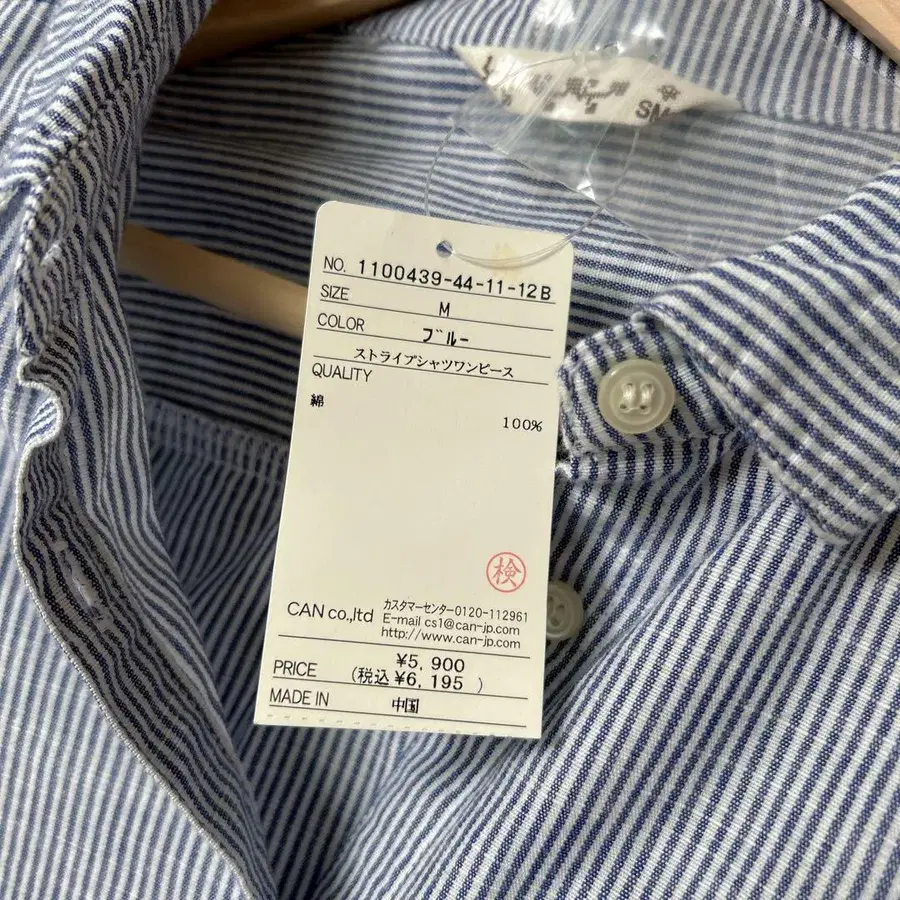 NO. 1100439-44-11-12B
SIZE M
COLOR ブルー
ストライプシャツワンピース
QUALITY
綿
100%
検
CAN co.,ltd
カスタマーセンター0120-112961
E-mail cs1@can-jp.com
http://www.can-jp.com
PRICE ¥5,900
(税込 ¥6,195 )
MADE IN 中国